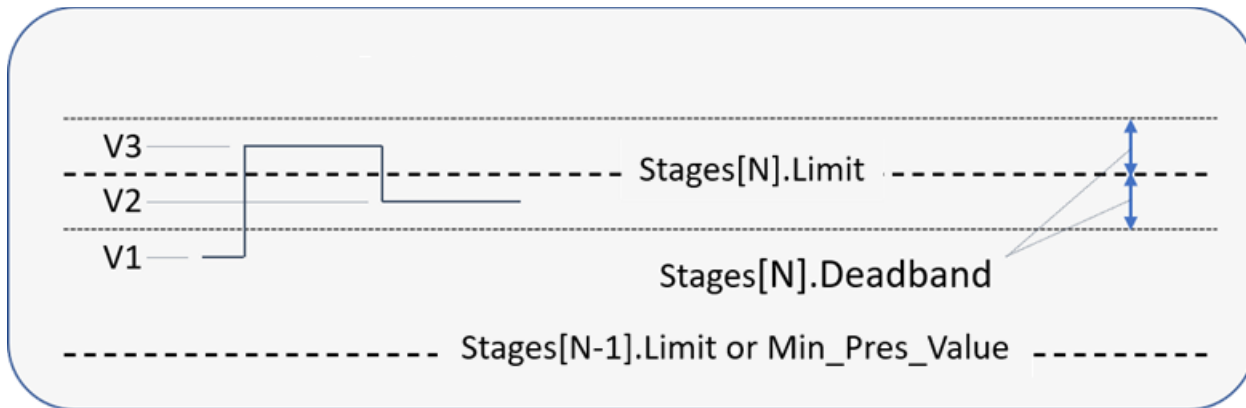 V3
Stages[N].Limit
V2
V1
Stages[N].Deadband
Stages[N-1].Limit or Min_Pres_Value